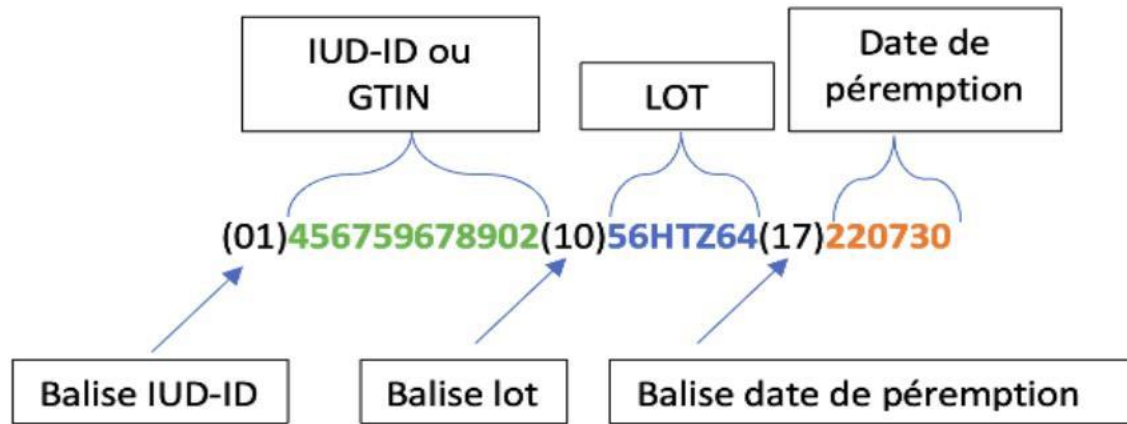 IUD-ID ou
GTIN
LOT
Date de
péremption
(01)456759678902(10)56HTZ64(17)220730
Balise IUD-ID
Balise lot
Balise date de péremption